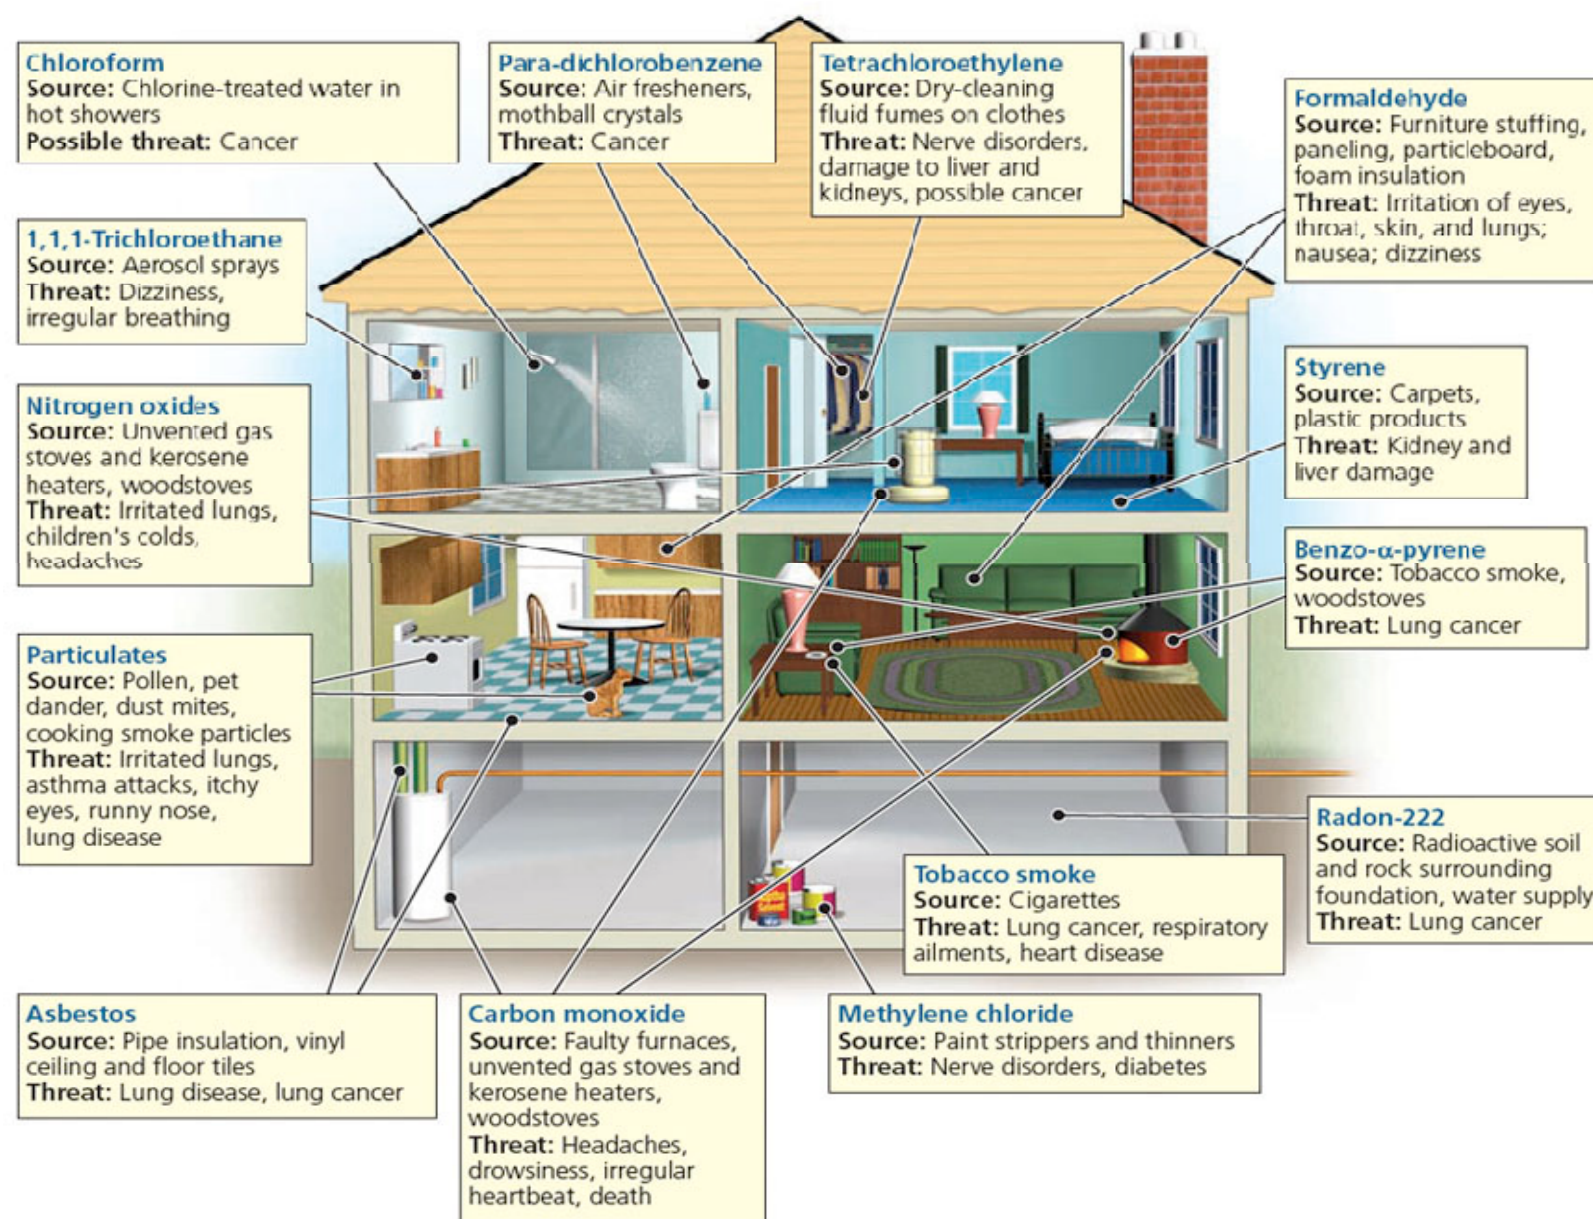 Chloroform
Source: Chlorine-treated water in
hot showers
Possible threat: Cancer
Para-dichlorobenzene
Source: Air fresheners,
mothball crystals
Threat: Cancer
Tetrachloroethylene
Source: Dry-cleaning
fluid fumes on clothes
Threat: Nerve disorders,
damage to liver and
kidneys, possible cancer
Formaldehyde
Source: Furniture stuffing,
paneling, particleboard,
foam insulation
Threat: Irritation of eyes,
throat, skin, and lungs;
nausea; dizziness
1,1,1-Trichloroethane
Source: Aerosol sprays
Threat: Dizziness,
irregular breathing
Styrene
Source: Carpets,
plastic products
Threat: Kidney and
liver damage
Nitrogen oxides
Source: Unvented gas
stoves and kerosene
heaters, woodstoves
Threat: Irritated lungs,
children's colds,
headaches
Benzo-α-pyrene
Source: Tobacco smoke,
woodstoves
Threat: Lung cancer
Particulates
Source: Pollen, pet
dander, dust mites,
cooking smoke particles
Threat: Irritated lungs,
asthma attacks, itchy
eyes, runny nose,
lung disease
Radon-222
Source: Radioactive soil
and rock surrounding
foundation, water supply
Threat: Lung cancer
Tobacco smoke
Source: Cigarettes
Threat: Lung cancer, respiratory
ailments, heart disease
Asbestos
Source: Pipe insulation, vinyl
ceiling and floor tiles
Threat: Lung disease, lung cancer
Carbon monoxide
Source: Faulty furnaces,
unvented gas stoves and
kerosene heaters,
woodstoves
Threat: Headaches,
drowsiness, irregular
heartbeat, death
Methylene chloride
Source: Paint strippers and thinners
Threat: Nerve disorders, diabetes